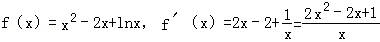 f(x)=x²-2x+lnx, f′(x)=2x-2+1/x=(2x²-2x+1)/x